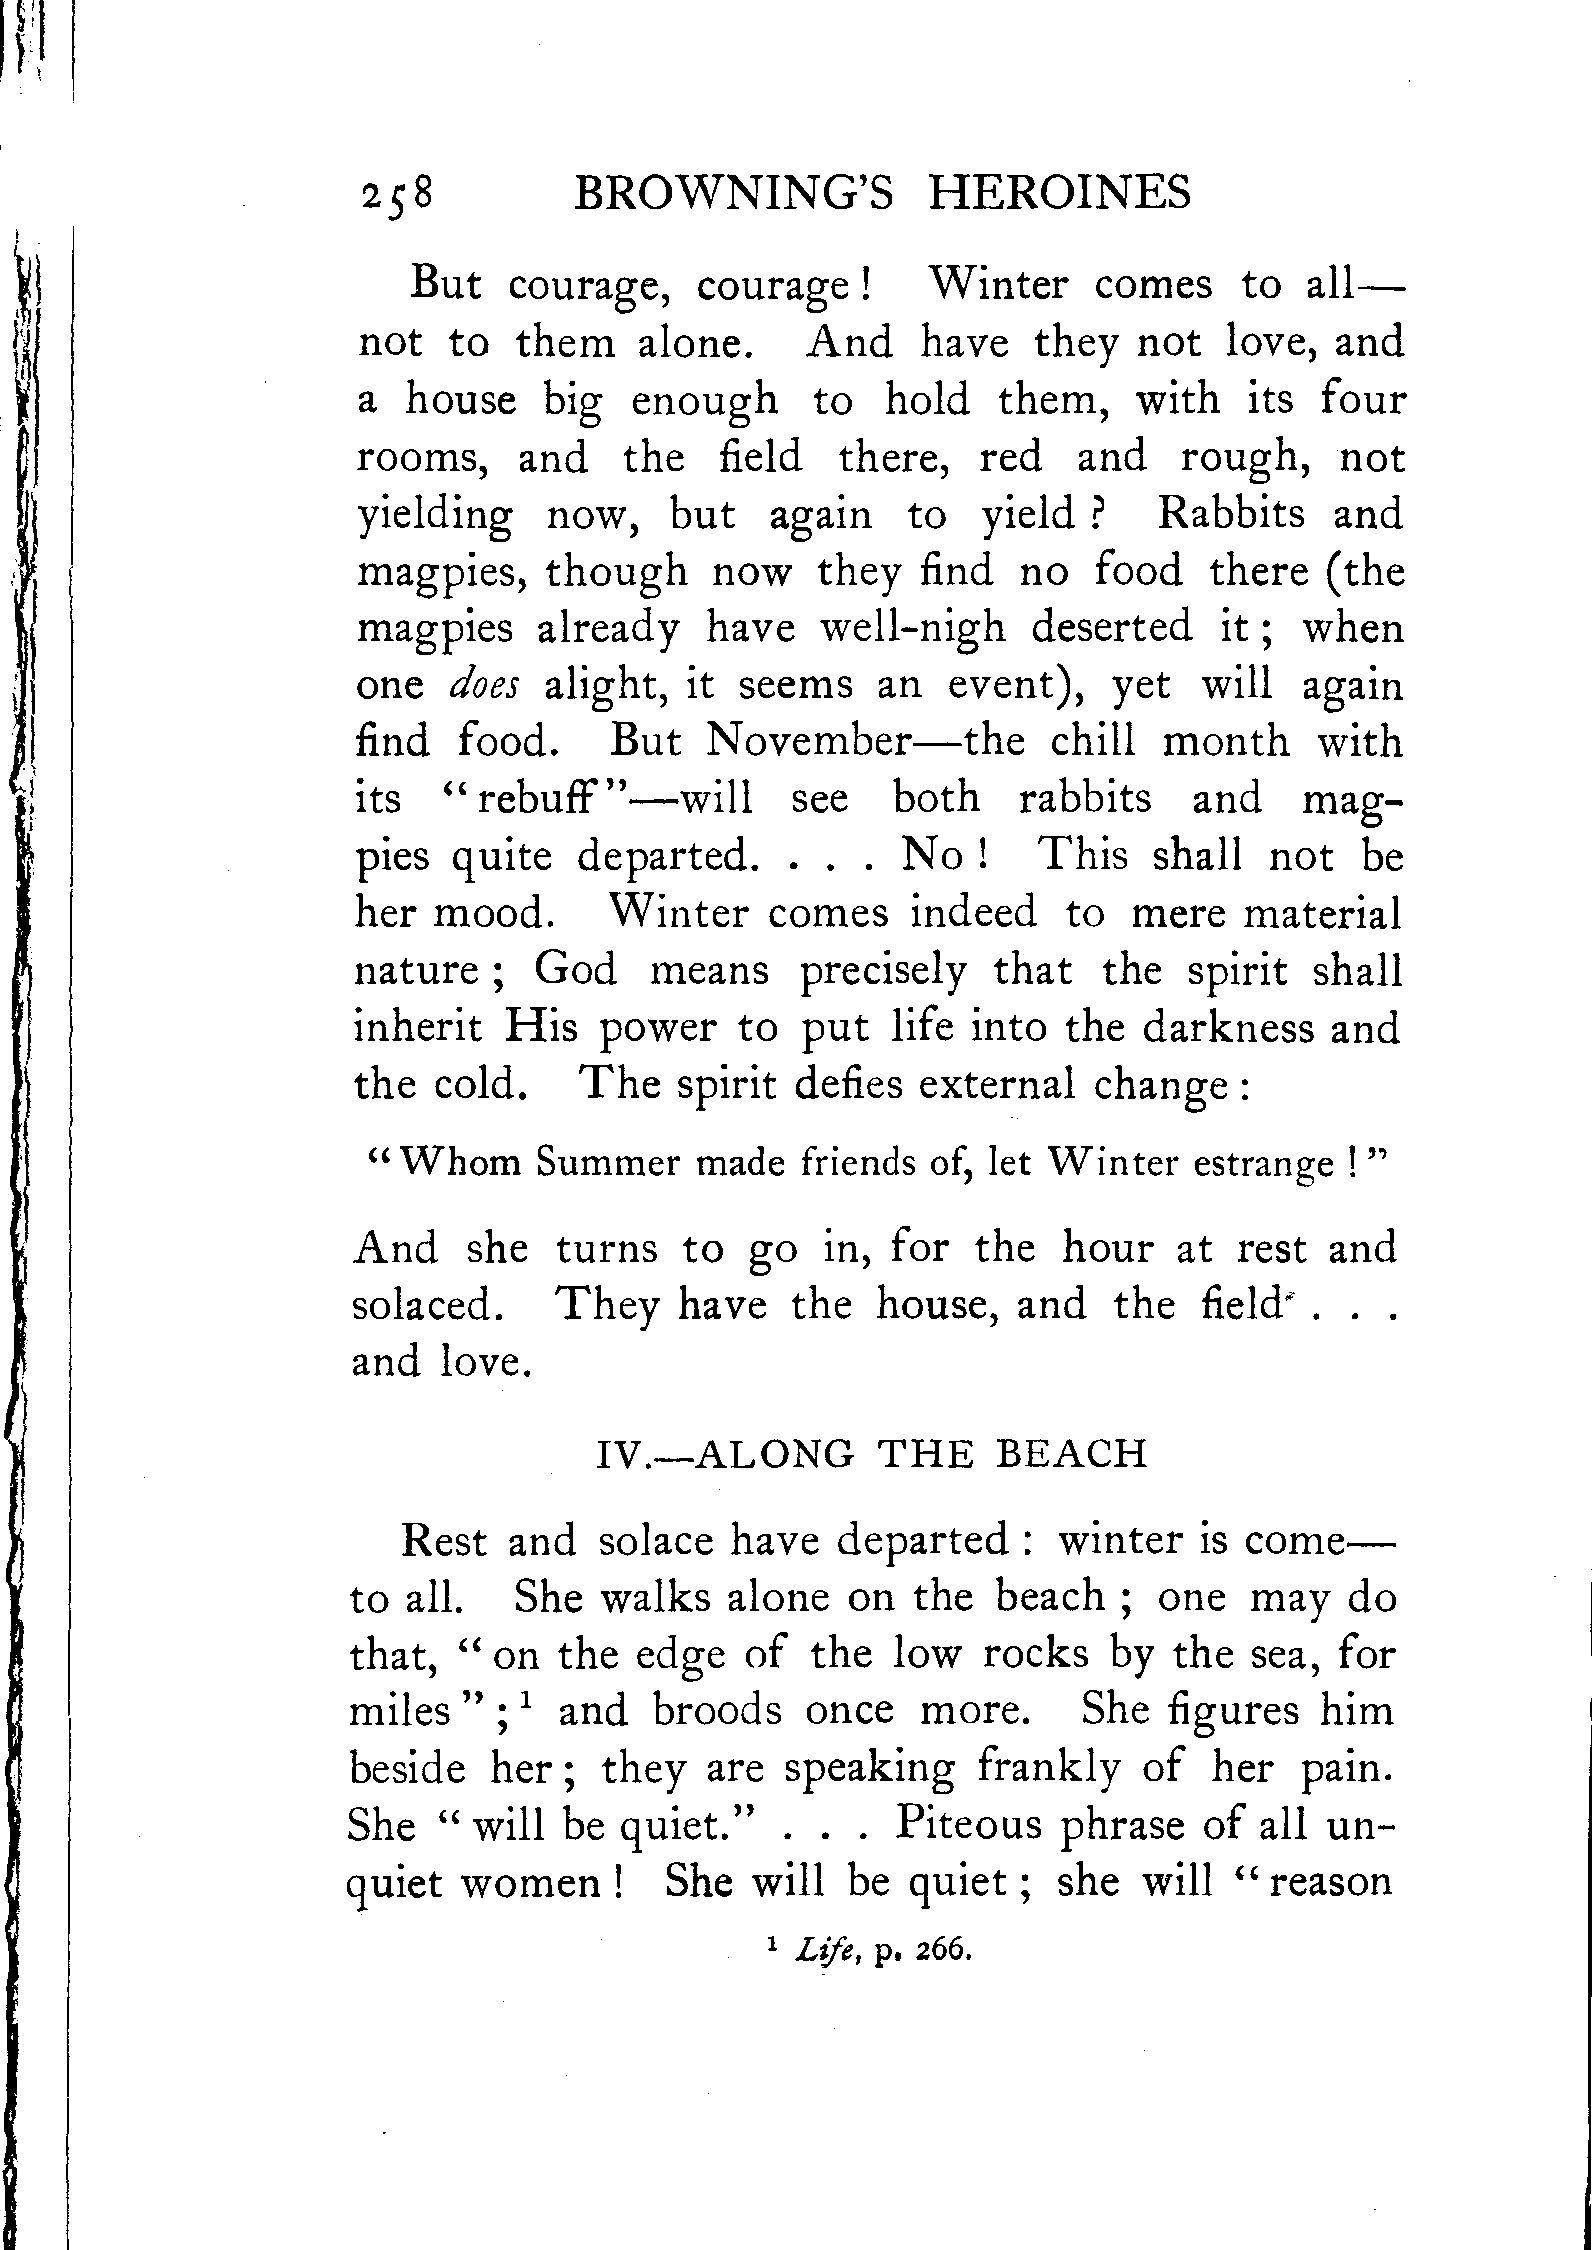 258 BROWNING'S HEROINES
But courage, courage! Winter comes to all—
not to them alone. And have they not love, and
a house big enough to hold them, with its four
rooms, and the field there, red and rough, not
yielding now, but again to yield? Rabbits and
magpies, though now they find no food there (the
magpies already have well-nigh deserted it; when
one does alight, it seems an event), yet will again
find food. But November—the chill month with
its "rebuff"—will see both rabbits and mag-
pies quite departed. . . . No! This shall not be
her mood. Winter comes indeed to mere material
nature; God means precisely that the spirit shall
inherit His power to put life into the darkness and
the cold. The spirit defies external change:
"Whom Summer made friends of, let Winter estrange!"
And she turns to go in, for the hour at rest and
solaced. They have the house, and the field . . .
and love.
IV.—ALONG THE BEACH
Rest and solace have departed: winter is come—
to all. She walks alone on the beach; one may do
that, "on the edge of the low rocks by the sea, for
miles";¹ and broods once more. She figures him
beside her; they are speaking frankly of her pain.
She "will be quiet." . . . Piteous phrase of all un-
quiet women! She will be quiet; she will "reason
¹ Life, p. 266.